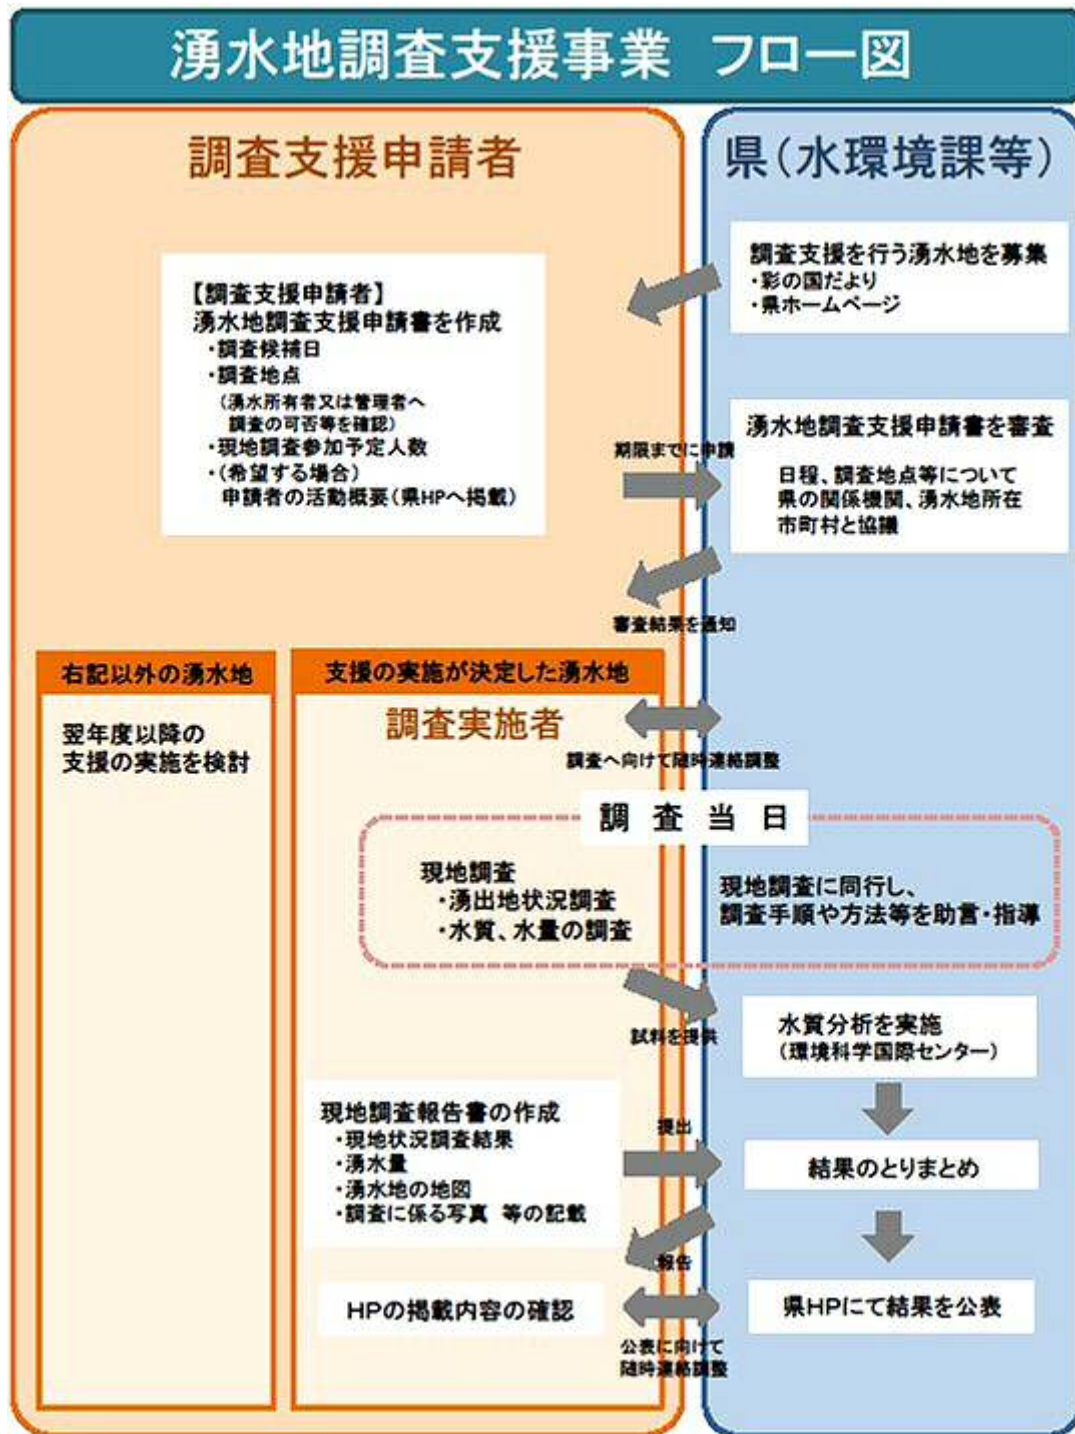 湧水地調査支援事業 フロー図
調査支援申請者
県(水環境課等)
調査支援を行う湧水地を募集
・彩の国だより
・県ホームページ
【調査支援申請者】
湧水地調査支援申請書を作成
・調査候補日
・調査地点
(湧水所有者又は管理者へ
調査の可否等を確認)
・現地調査参加予定人数
・(希望する場合)
申請者の活動概要(県HPへ掲載)
期限までに申請
湧水地調査支援申請書を審査
日程、調査地点等について
県の関係機関、湧水地所在
市町村と協議
審査結果を通知
右記以外の湧水地
翌年度以降の
支援の実施を検討
支援の実施が決定した湧水地
調査実施者
調査へ向けて随時連絡調整
調査当日
現地調査
・湧出地状況調査
・水質、水量の調査
現地調査に同行し、
調査手順や方法等を助言・指導
試料を提供
水質分析を実施
(環境科学国際センター)
現地調査報告書の作成
・現地状況調査結果
・湧水量
・湧水地の地図
・調査に係る写真 等の記載
提出
結果のとりまとめ
報告
HPの掲載内容の確認
公表に向けて
随時連絡調整
県HPにて結果を公表